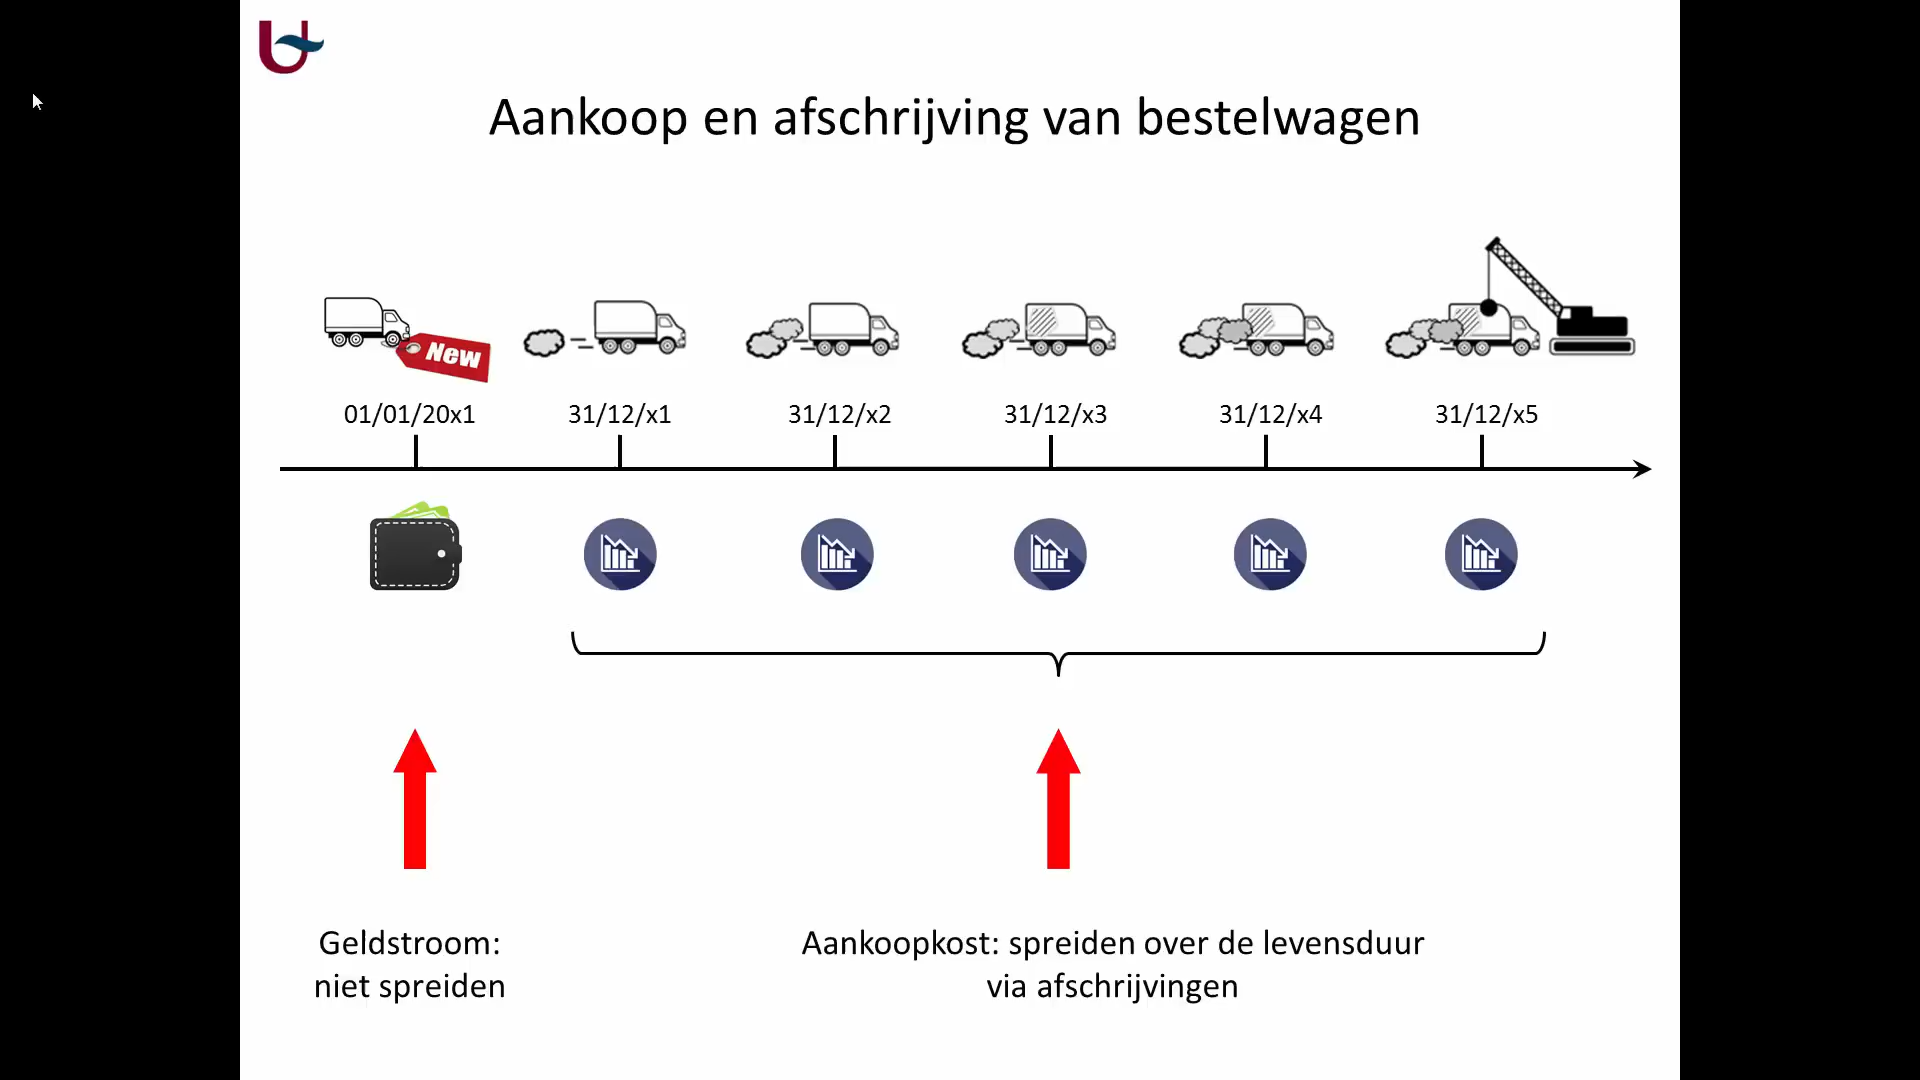 Aankoop en afschrijving van bestelwagen
New
01/01/20x1
31/12/x1
31/12/x2
31/12/x3
31/12/x4
31/12/x5
Geldstroom:
niet spreiden
Aankoopkost: spreiden over de levensduur
via afschrijvingen